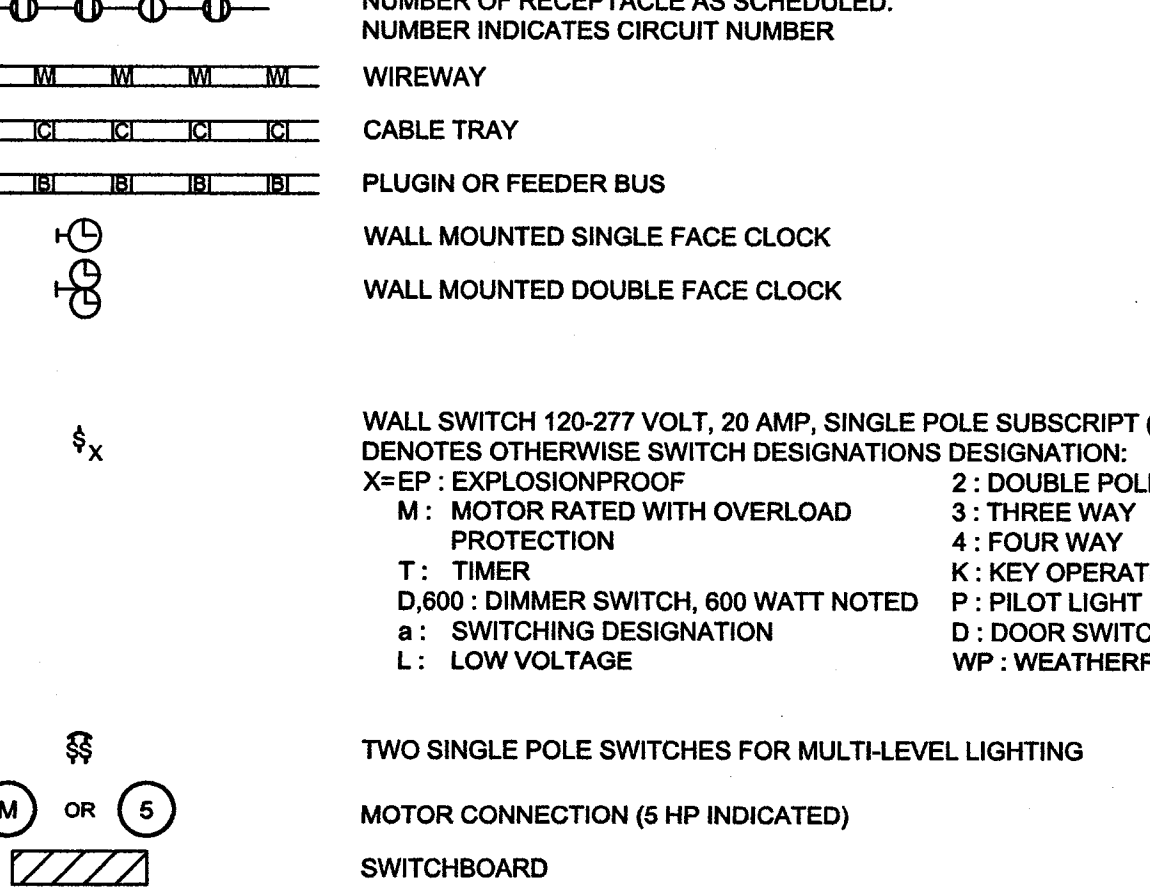 NUMBER OF RECEPTACLE AS SCHEDULED.
NUMBER INDICATES CIRCUIT NUMBER
W W W W WIREWAY
C C C C CABLE TRAY
B B B B PLUGIN OR FEEDER BUS
WALL MOUNTED SINGLE FACE CLOCK
WALL MOUNTED DOUBLE FACE CLOCK
$X WALL SWITCH 120-277 VOLT, 20 AMP, SINGLE POLE SUBSCRIPT (
DENOTES OTHERWISE SWITCH DESIGNATIONS DESIGNATION:
X=EP : EXPLOSIONPROOF 2 : DOUBLE POL
M : MOTOR RATED WITH OVERLOAD 3 : THREE WAY
PROTECTION 4 : FOUR WAY
T : TIMER K : KEY OPERAT
D,600 : DIMMER SWITCH, 600 WATT NOTED P : PILOT LIGHT
a : SWITCHING DESIGNATION D : DOOR SWITC
L : LOW VOLTAGE WP : WEATHER
$$ TWO SINGLE POLE SWITCHES FOR MULTI-LEVEL LIGHTING
M OR 5 MOTOR CONNECTION (5 HP INDICATED)
SWITCHBOARD